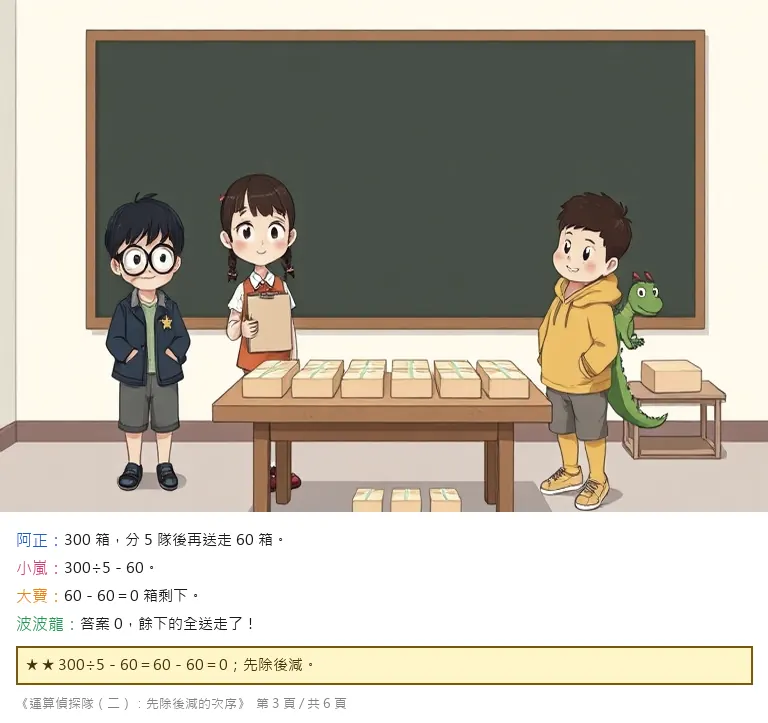 阿正：300 箱，分 5 隊後再送走 60 箱。
小嵐：300÷5 - 60。
大寶：60 - 60＝0 箱剩下。
波波龍：答案 0，餘下的全送走了！
★★300÷5 - 60＝60 - 60＝0；先除後減。
《運算偵探隊（二）：先除後減的次序》 第 3 頁 / 共 6 頁